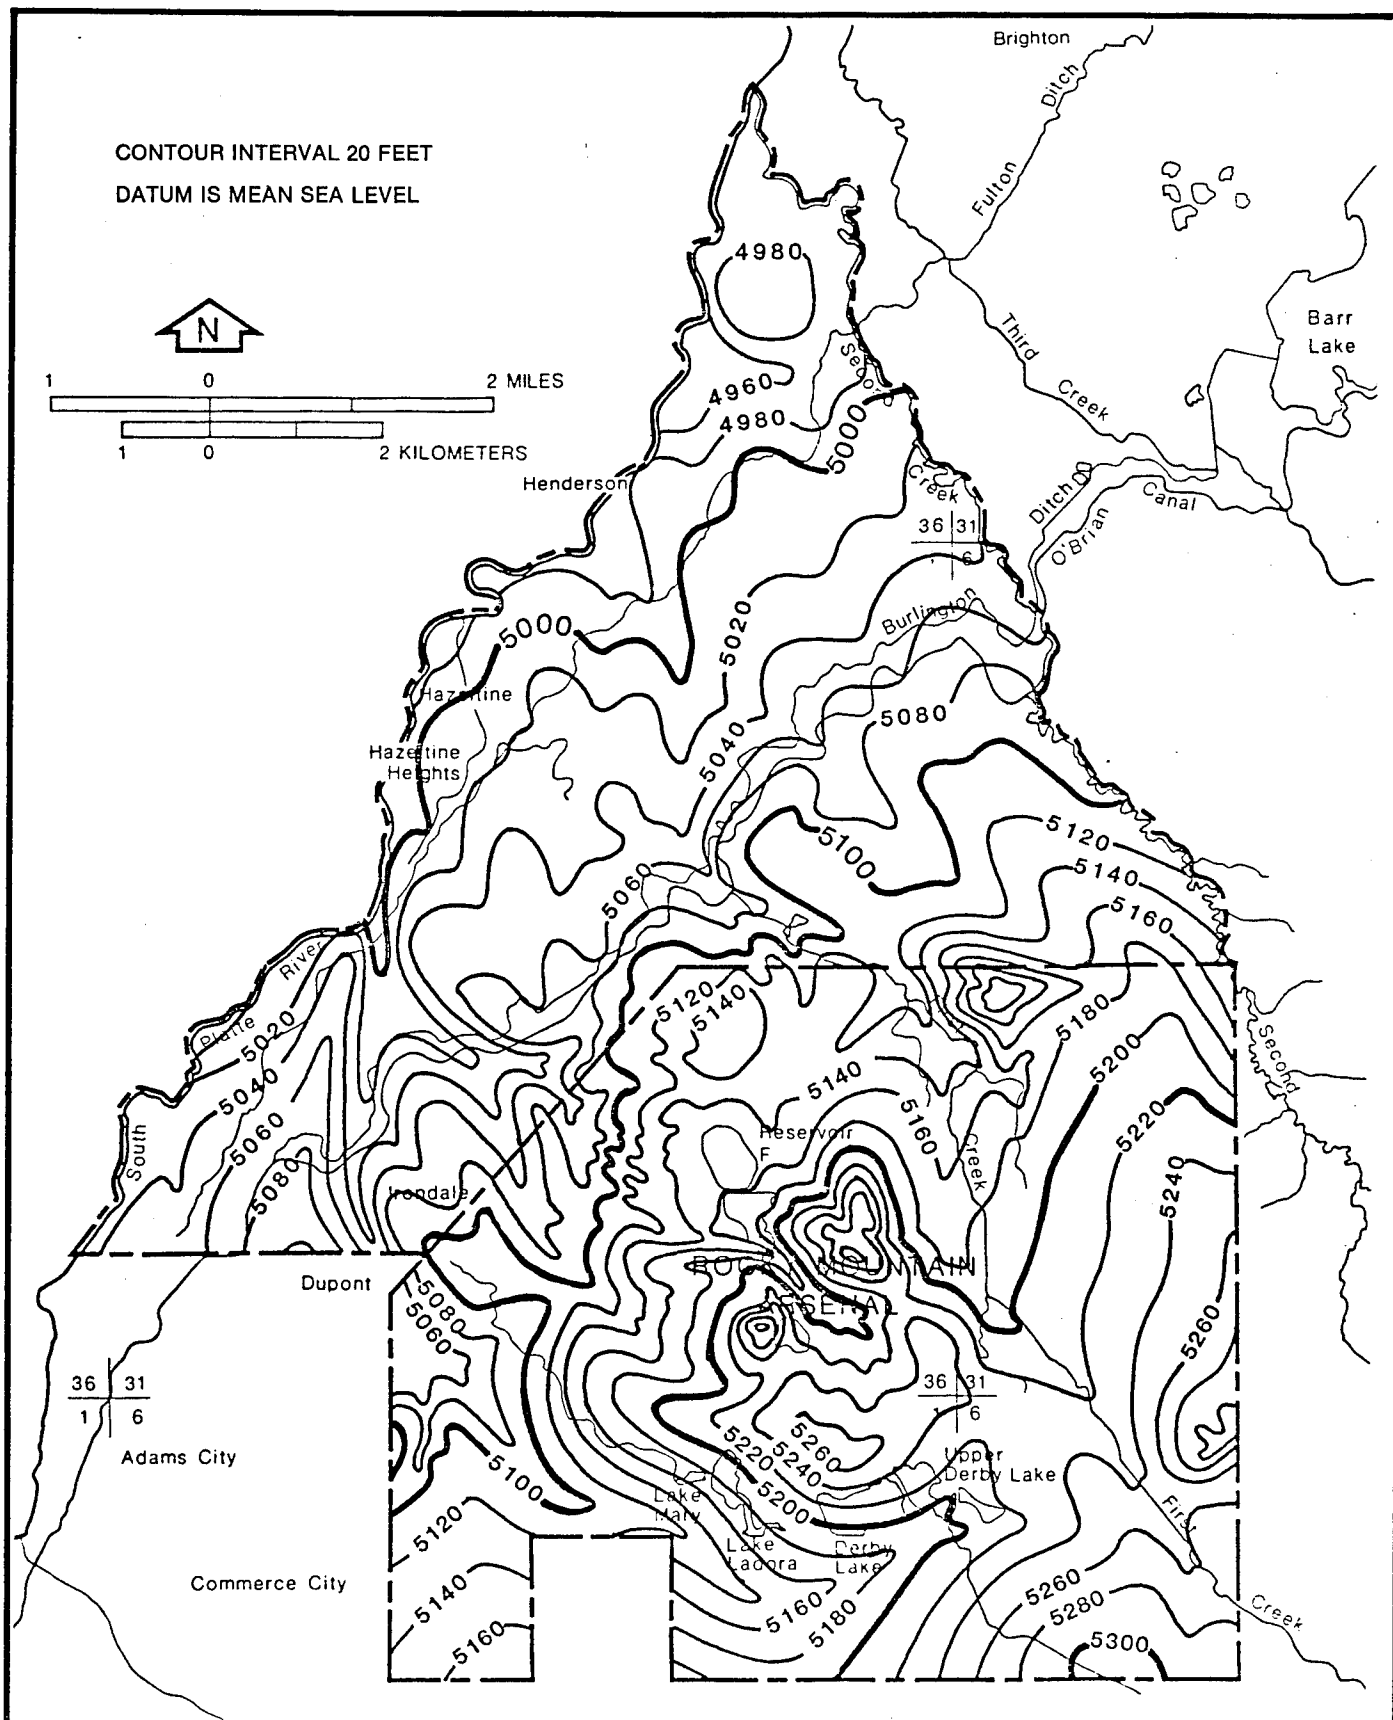 Brighton
CONTOUR INTERVAL 20 FEET
DATUM IS MEAN SEA LEVEL
Ditch
Fulton
4980
N
Third
Barr
Lake
1 0 2 MILES
Second
4960
Creek
4980
5000
1 0 2 KILOMETERS
Henderson
Creek
Ditch
Canal
O'Brian
36 31
6
Burlington
5020
5000
Hazeltine
5080
5040
Hazeltine
Heights
5100
5120
5140
5060
5160
River
Platte
South
5020
5040
5060
5080
5120
5140
5180
5200
Second
5140
5160
5220
Reservoir
F
Creek
5240
Irondale
Dupont
ROCKY MOUNTAIN
ARSENAL
5080
5060
5260
36 31
1 6
36 31
1 6
Adams City
5260
5240
5220
5200
Upper
Derby Lake
5100
Lake
Mary
First
5120
Lake
Ladora
Derby
Lake
Commerce City
5140
5160
5160
5180
5260
5280
5300
Creek